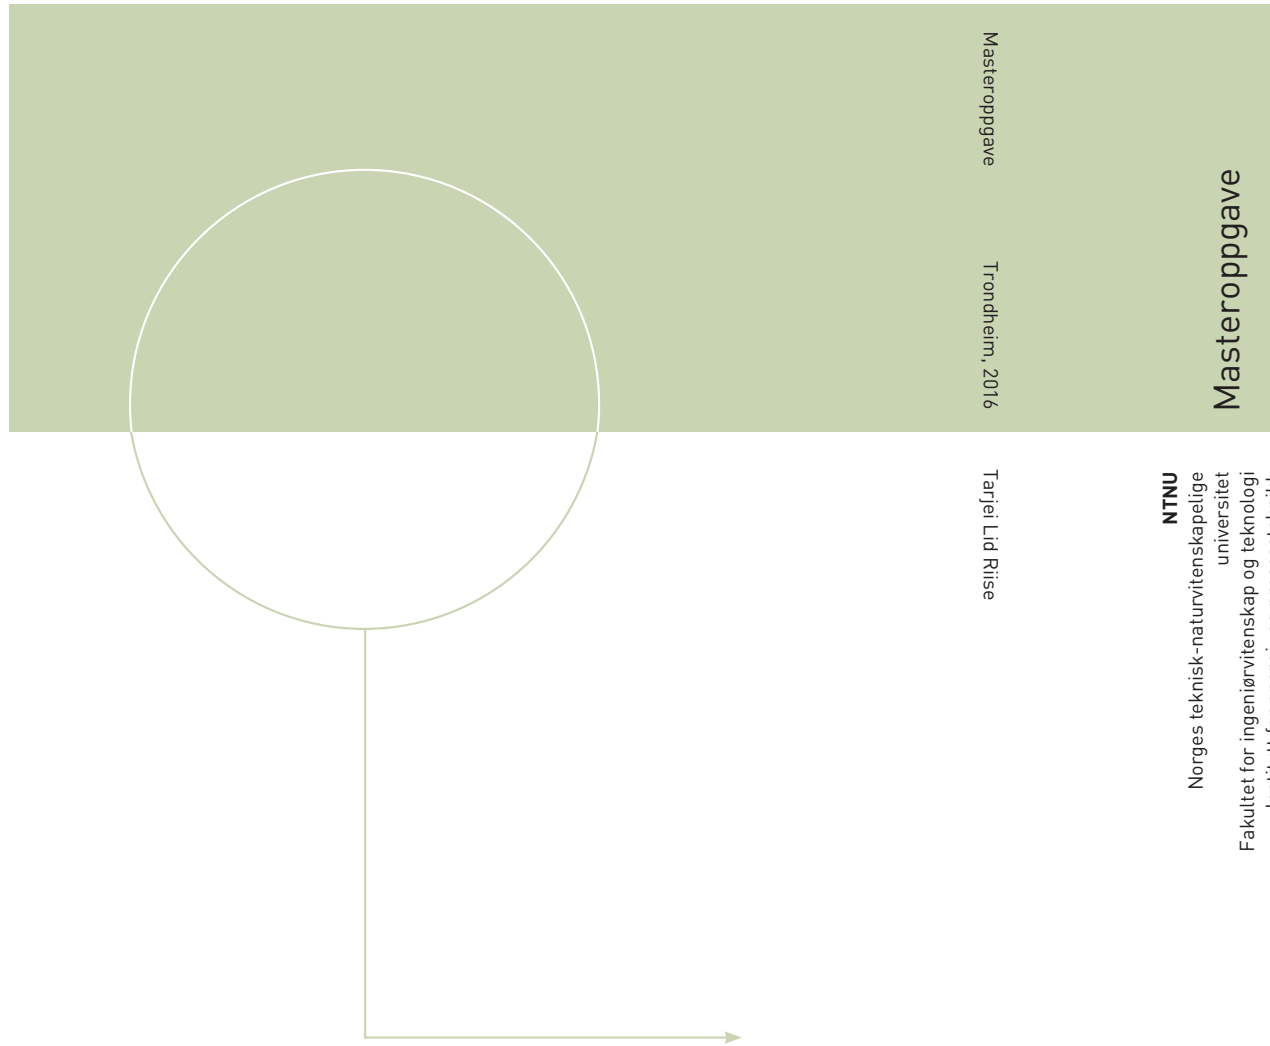 Masteroppgave
Trondheim, 2016
Tarjei Lid Riise
Masteroppgave
NTNU
Norges teknisk-naturvitenskapelige
universitet
Fakultet for ingeniørvitenskap og teknologi